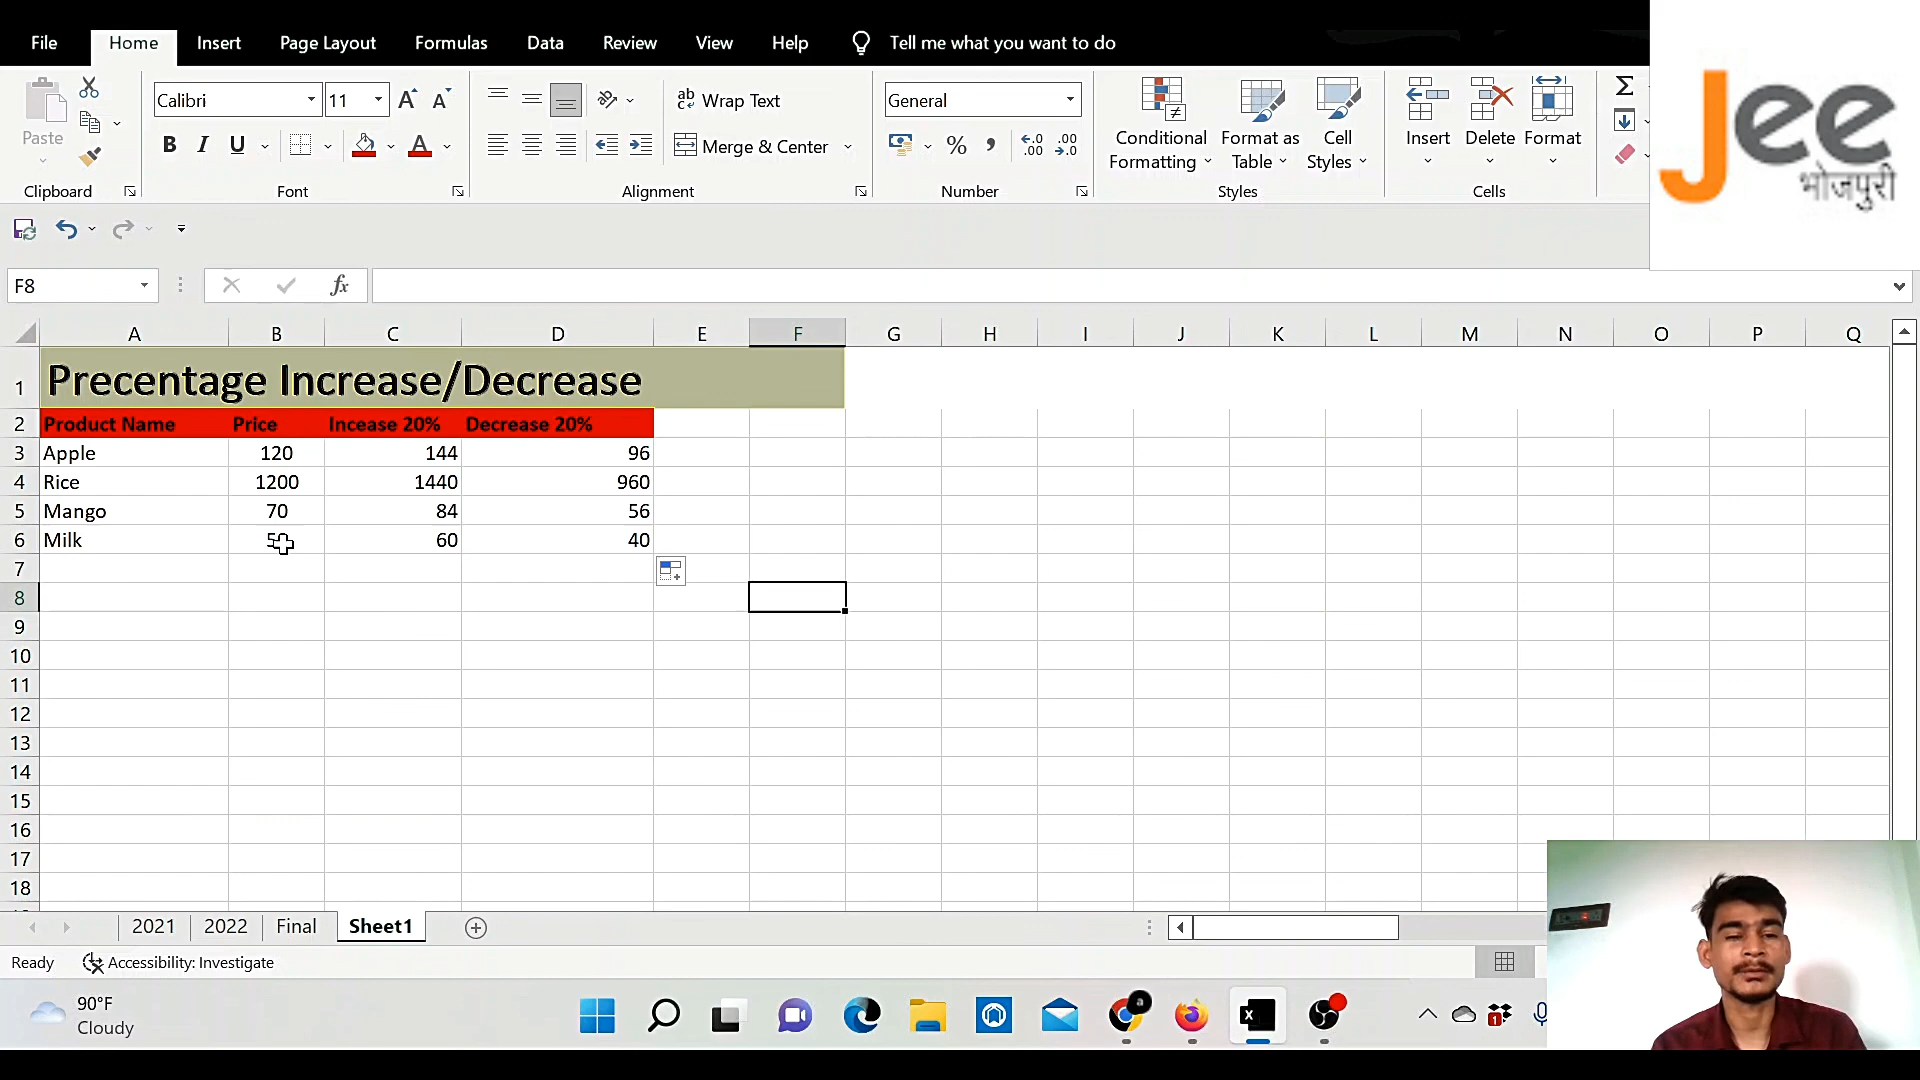 File Home Insert Page Layout Formulas Data Review View Help Tell me what you want to do
Jee
भोजपुरी
Paste
Calibri 11
B I U
Wrap Text
Merge & Center
General
% ,
Conditional Formatting
Format as Table
Cell Styles
Insert Delete Format
Clipboard Font Alignment Number Styles Cells
F8 fx
A B C D E F G H I J K L M N O P Q
1 Precentage Increase/Decrease
2 Product Name Price Incease 20% Decrease 20%
3 Apple 120 144 96
4 Rice 1200 1440 960
5 Mango 70 84 56
6 Milk 60 40
7
8
9
10
11
12
13
14
15
16
17
18
2021 2022 Final Sheet1
Ready Accessibility: Investigate
90°F
Cloudy